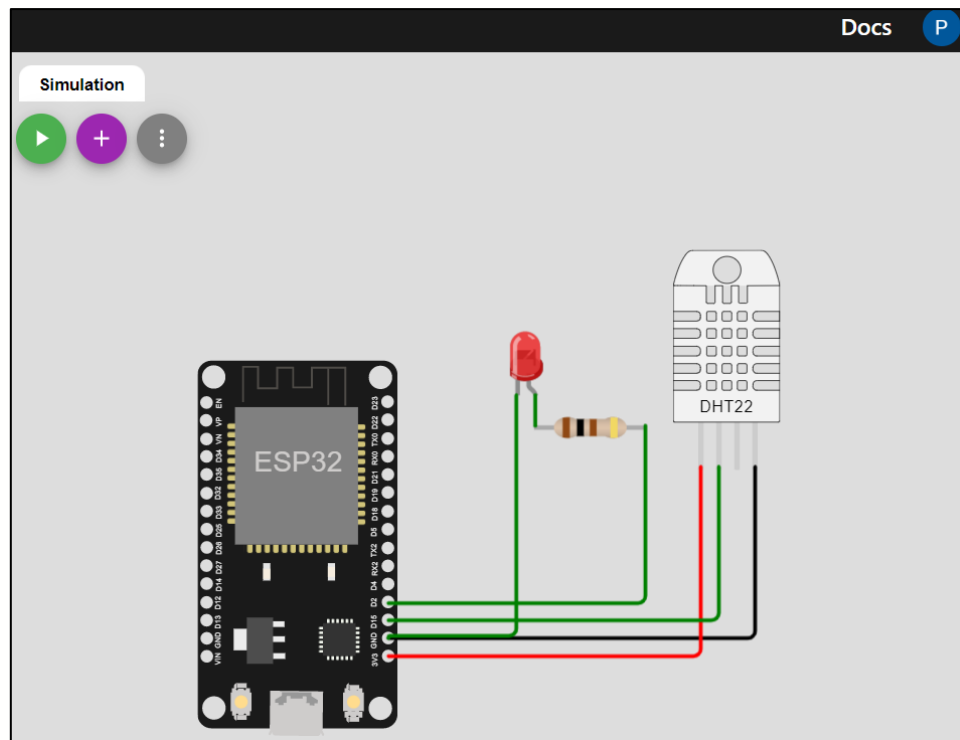 Docs
P
Simulation
DHT22
ESP32
EN
VP
VN
D34
D35
D32
D33
D25
D26
D27
D14
D12
D13
GND
VIN
D23
D22
TX0
RX0
D21
D19
D18
D5
TX2
RX2
D4
D2
D15
GND
3V3